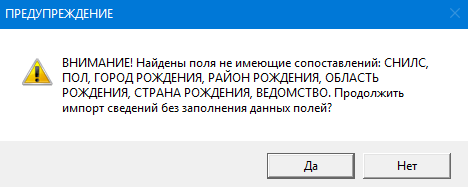 ПРЕДУПРЕЖДЕНИЕ
ВНИМАНИЕ! Найдены поля не имеющие сопоставлений: СНИЛС,
ПОЛ, ГОРОД РОЖДЕНИЯ, РАЙОН РОЖДЕНИЯ, ОБЛАСТЬ
РОЖДЕНИЯ, СТРАНА РОЖДЕНИЯ, ВЕДОМСТВО. Продолжить
импорт сведений без заполнения данных полей?
Да
Нет